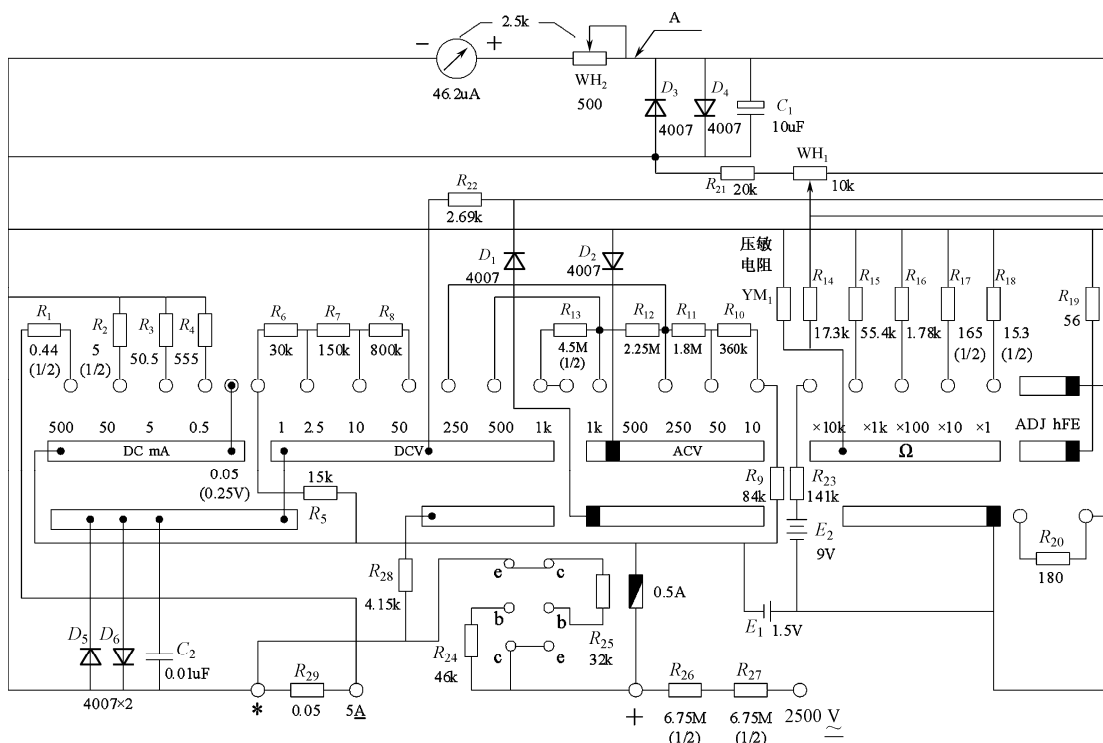 2.5k
A
− +
46.2uA
WH₂
500
D₃ D₄
4007 4007
C₁
10uF
R₂₁ 20k
WH₁
10k
R₂₂
2.69k
D₁
4007
D₂
4007
压敏
电阻
YM₁
R₁₄ R₁₅ R₁₆ R₁₇ R₁₈
17.3k 55.4k 1.78k 165 15.3
(1/2) (1/2)
R₁₉
56
R₁ R₂ R₃ R₄
0.44 5 50.5 555
(1/2) (1/2)
R₆ R₇ R₈
30k 150k 800k
R₁₃ R₁₂ R₁₁ R₁₀
4.5M 2.25M 1.8M 360k
(1/2)
500 50 5 0.5
DC mA
0.05
(0.25V)
1 2.5 10 50 250 500 1k
DCV
1k 500 250 50 10
ACV
×10k ×1k ×100 ×10 ×1
Ω
ADJ hFE
15k
R₅
R₉
84k
R₂₃
141k
E₂
9V
R₂₀
180
R₂₈
4.15k
e c
b b
c e
R₂₄
46k
R₂₅
32k
0.5A
E₁ 1.5V
D₅ D₆
4007×2
C₂
0.01uF
R₂₉
* 0.05 5A
+
R₂₆ R₂₇
6.75M 6.75M
(1/2) (1/2)
2500 V